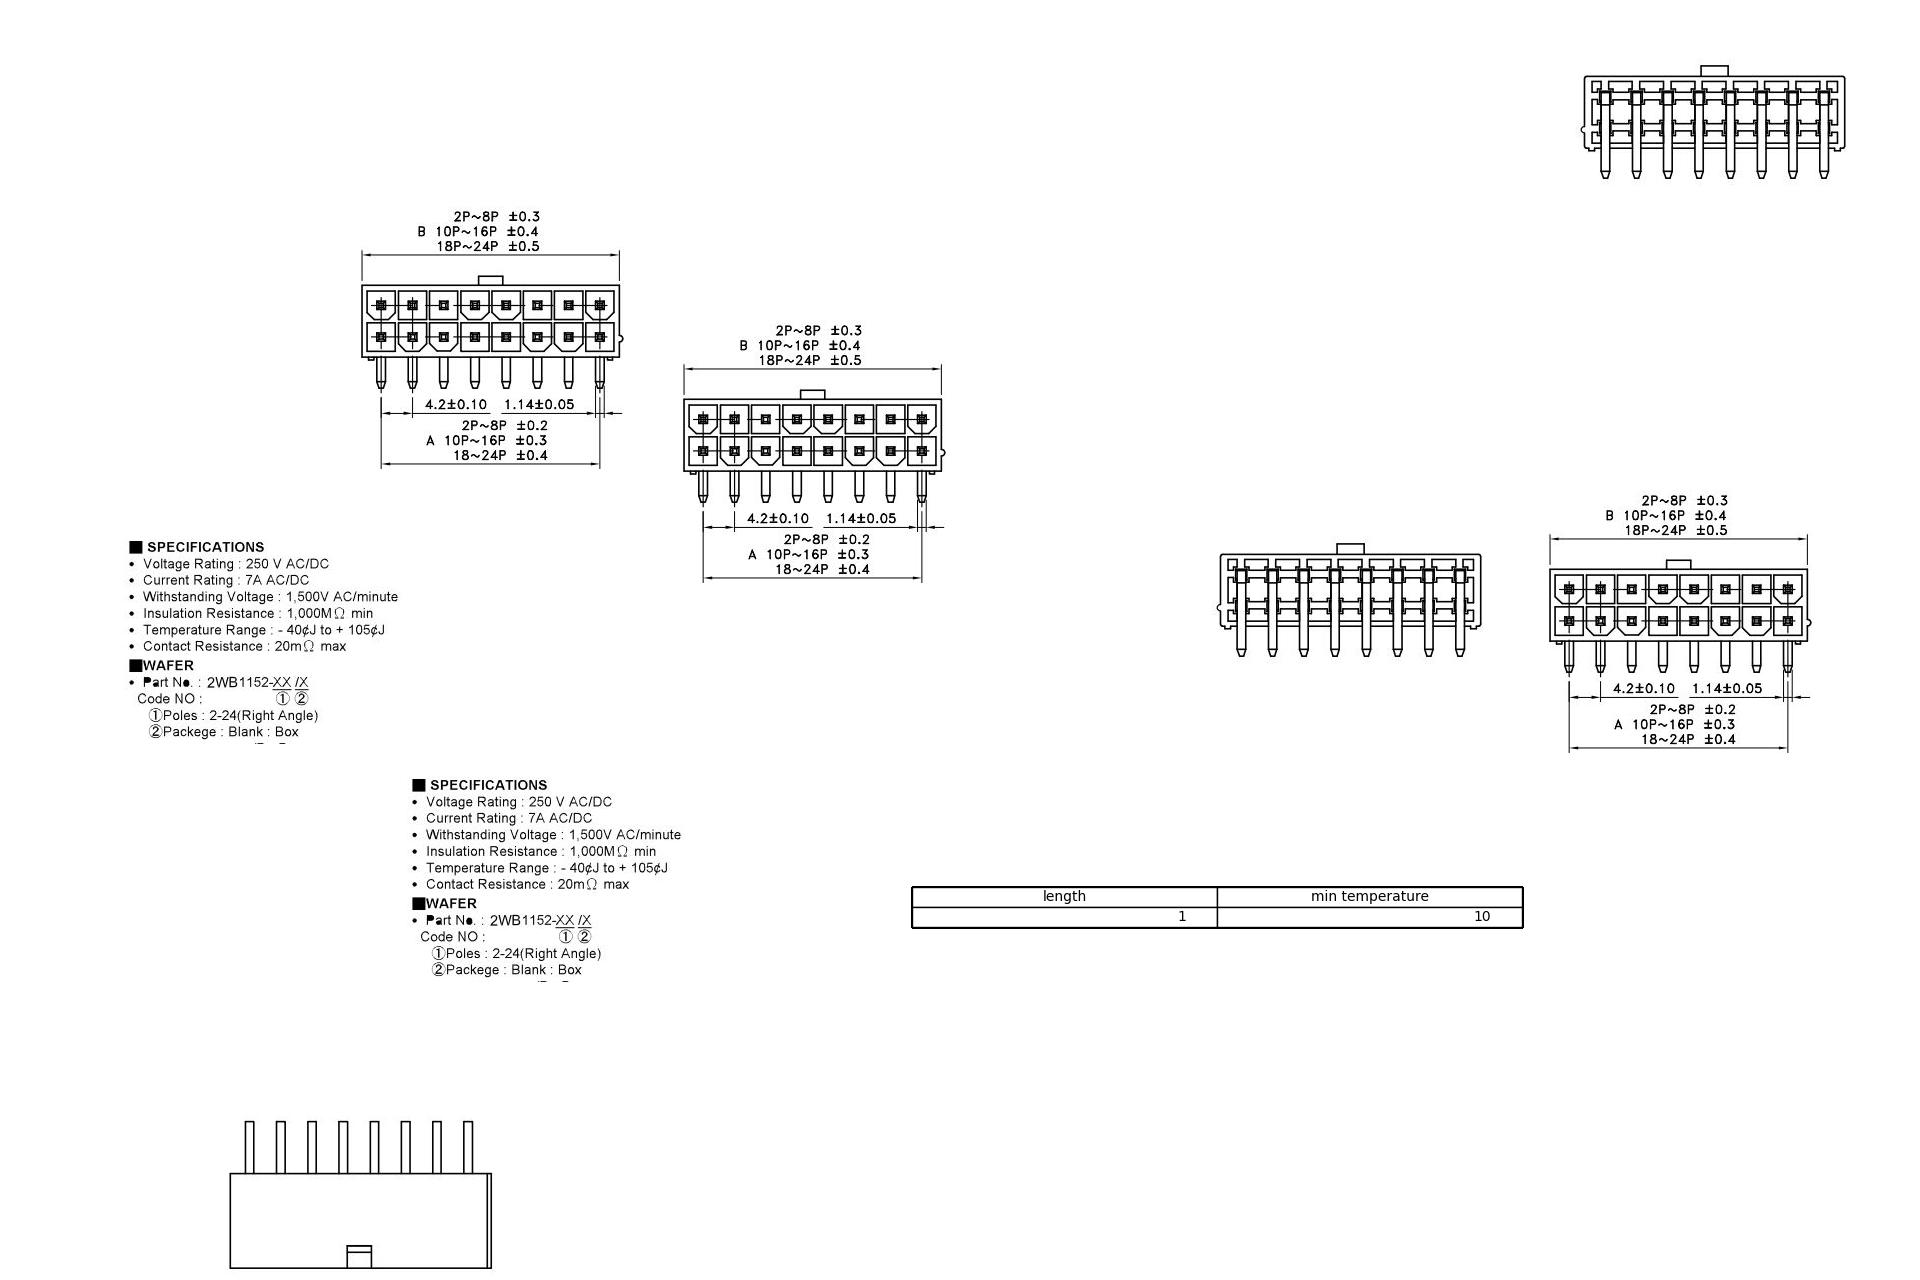 2P~8P ±0.3
B 10P~16P ±0.4
18P~24P ±0.5
4.2±0.10 1.14±0.05
2P~8P ±0.2
A 10P~16P ±0.3
18~24P ±0.4
2P~8P ±0.3
B 10P~16P ±0.4
18P~24P ±0.5
4.2±0.10 1.14±0.05
2P~8P ±0.2
A 10P~16P ±0.3
18~24P ±0.4
2P~8P ±0.3
B 10P~16P ±0.4
18P~24P ±0.5
4.2±0.10 1.14±0.05
2P~8P ±0.2
A 10P~16P ±0.3
18~24P ±0.4
■ SPECIFICATIONS
• Voltage Rating : 250 V AC/DC
• Current Rating : 7A AC/DC
• Withstanding Voltage : 1,500V AC/minute
• Insulation Resistance : 1,000MΩ min
• Temperature Range : - 40¢J to + 105¢J
• Contact Resistance : 20mΩ max
■WAFER
• Part No. : 2WB1152-XX /X
Code NO : ① ②
①Poles : 2-24(Right Angle)
②Packege : Blank : Box
■ SPECIFICATIONS
• Voltage Rating : 250 V AC/DC
• Current Rating : 7A AC/DC
• Withstanding Voltage : 1,500V AC/minute
• Insulation Resistance : 1,000MΩ min
• Temperature Range : - 40¢J to + 105¢J
• Contact Resistance : 20mΩ max
■WAFER
• Part No. : 2WB1152-XX /X
Code NO : ① ②
①Poles : 2-24(Right Angle)
②Packege : Blank : Box
length min temperature
1 10